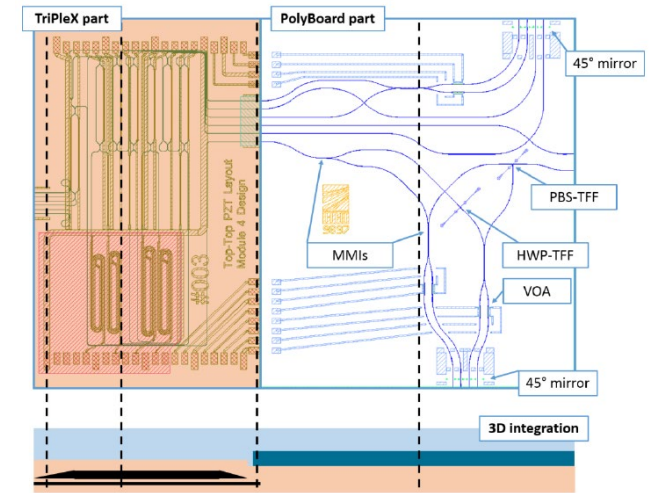 TriPleX part
PolyBoard part
45° mirror
Top-Top PZT Layout
Module 4 Design
#003
PBS-TFF
MMIs
HWP-TFF
VOA
45° mirror
3D integration